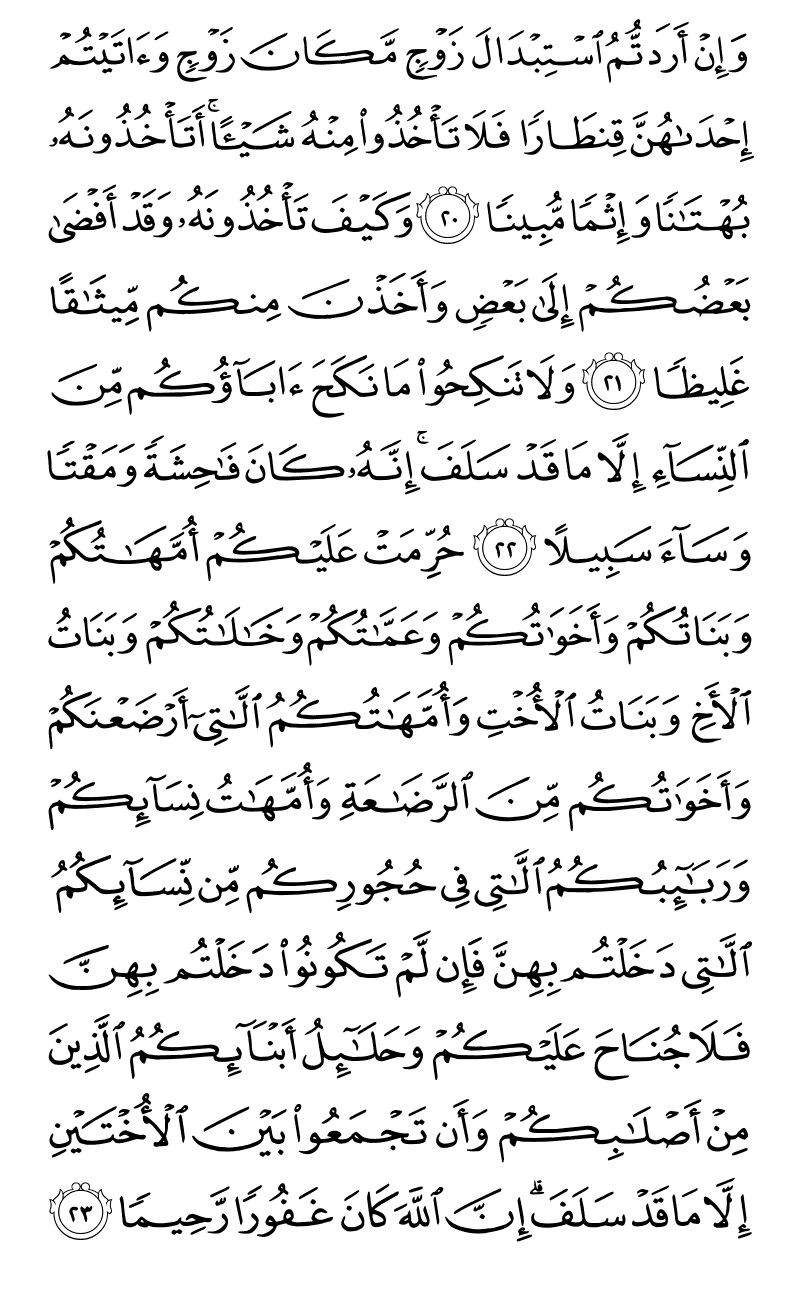 وَإِنْ أَرَدتُّمُ ٱسْتِبْدَالَ زَوْجٍ مَّكَانَ زَوْجٍ وَءَاتَيْتُمْ
إِحْدَىٰهُنَّ قِنطَارًا فَلَا تَأْخُذُوا۟ مِنْهُ شَيْـًٔا ۚ أَتَأْخُذُونَهُۥ
بُهْتَـٰنًا وَإِثْمًا مُّبِينًا ٢٠ وَكَيْفَ تَأْخُذُونَهُۥ وَقَدْ أَفْضَىٰ
بَعْضُكُمْ إِلَىٰ بَعْضٍ وَأَخَذْنَ مِنكُم مِّيثَـٰقًا
غَلِيظًا ٢١ وَلَا تَنكِحُوا۟ مَا نَكَحَ ءَابَآؤُكُم مِّنَ
ٱلنِّسَآءِ إِلَّا مَا قَدْ سَلَفَ ۚ إِنَّهُۥ كَانَ فَـٰحِشَةً وَمَقْتًا
وَسَآءَ سَبِيلًا ٢٢ حُرِّمَتْ عَلَيْكُمْ أُمَّهَـٰتُكُمْ
وَبَنَاتُكُمْ وَأَخَوَٰتُكُمْ وَعَمَّـٰتُكُمْ وَخَـٰلَـٰتُكُمْ وَبَنَاتُ
ٱلْأَخِ وَبَنَاتُ ٱلْأُخْتِ وَأُمَّهَـٰتُكُمُ ٱلَّـٰتِىٓ أَرْضَعْنَكُمْ
وَأَخَوَٰتُكُم مِّنَ ٱلرَّضَـٰعَةِ وَأُمَّهَـٰتُ نِسَآئِكُمْ
وَرَبَـٰٓئِبُكُمُ ٱلَّـٰتِى فِى حُجُورِكُم مِّن نِّسَآئِكُمُ
ٱلَّـٰتِى دَخَلْتُم بِهِنَّ فَإِن لَّمْ تَكُونُوا۟ دَخَلْتُم بِهِنَّ
فَلَا جُنَاحَ عَلَيْكُمْ وَحَلَـٰٓئِلُ أَبْنَآئِكُمُ ٱلَّذِينَ
مِنْ أَصْلَـٰبِكُمْ وَأَن تَجْمَعُوا۟ بَيْنَ ٱلْأُخْتَيْنِ
إِلَّا مَا قَدْ سَلَفَ ۗ إِنَّ ٱللَّهَ كَانَ غَفُورًا رَّحِيمًا ٢٣